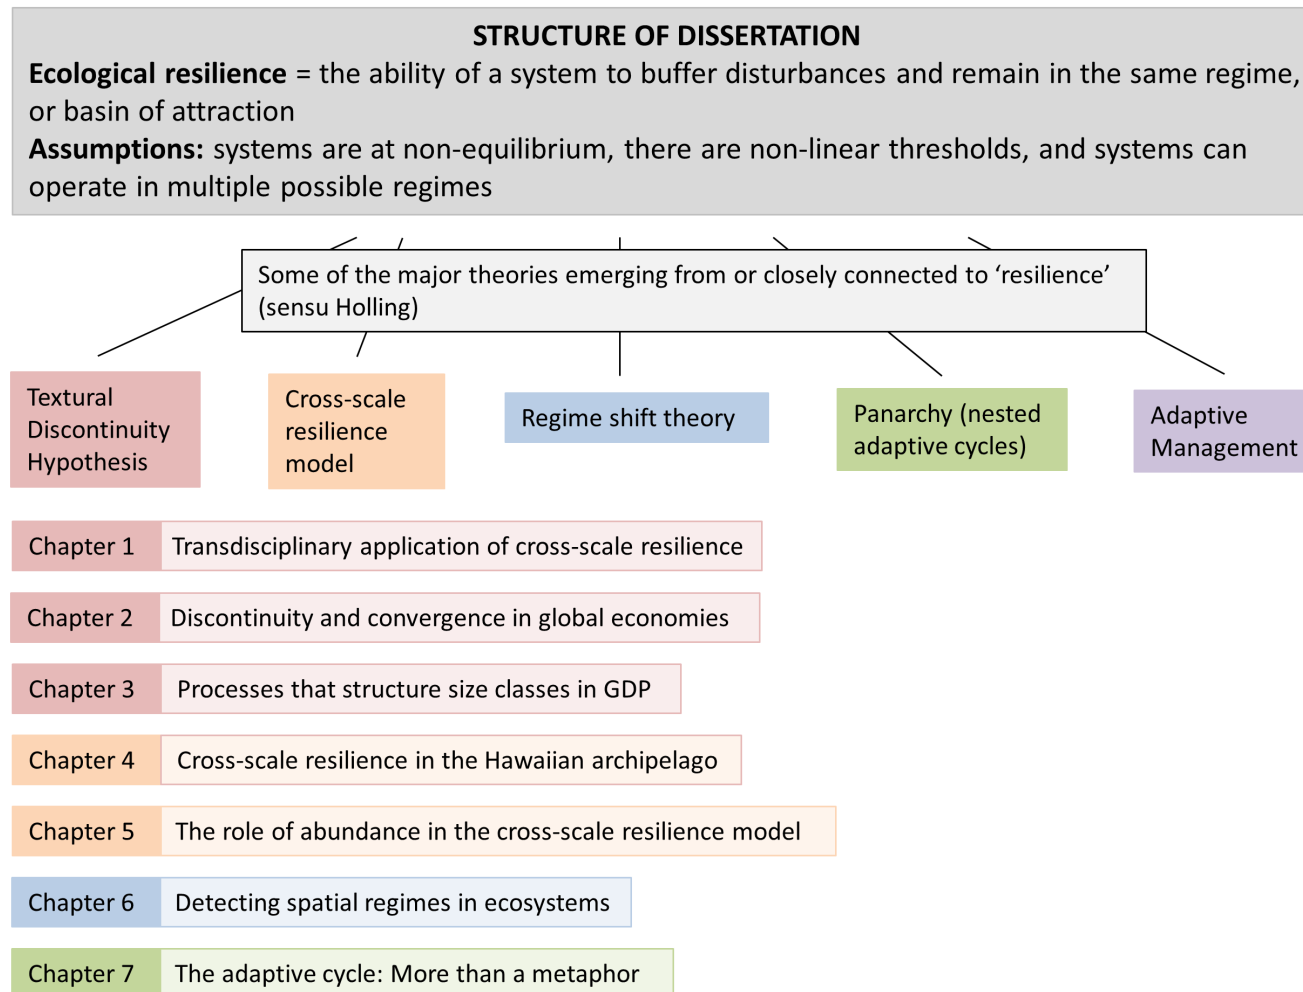 STRUCTURE OF DISSERTATION
Ecological resilience = the ability of a system to buffer disturbances and remain in the same regime,
or basin of attraction
Assumptions: systems are at non-equilibrium, there are non-linear thresholds, and systems can
operate in multiple possible regimes
Some of the major theories emerging from or closely connected to ‘resilience’
(sensu Holling)
Textural
Discontinuity
Hypothesis
Cross-scale
resilience
model
Regime shift theory
Panarchy (nested
adaptive cycles)
Adaptive
Management
Chapter 1 Transdisciplinary application of cross-scale resilience
Chapter 2 Discontinuity and convergence in global economies
Chapter 3 Processes that structure size classes in GDP
Chapter 4 Cross-scale resilience in the Hawaiian archipelago
Chapter 5 The role of abundance in the cross-scale resilience model
Chapter 6 Detecting spatial regimes in ecosystems
Chapter 7 The adaptive cycle: More than a metaphor